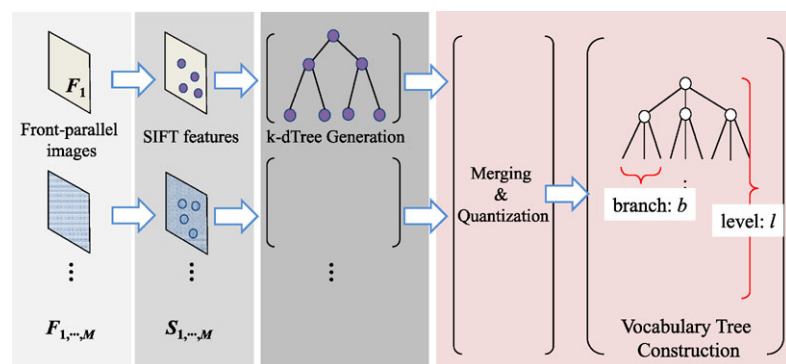 F1
Front-parallel
images
SIFT features
k-dTree Generation
Merging
&
Quantization
branch: b
level: l
F1,···,M
S1,···,M
Vocabulary Tree
Construction